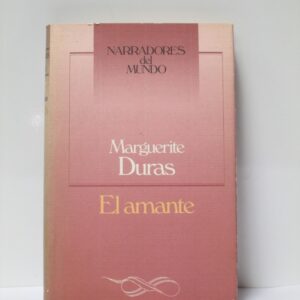 NARRADORES
del
MUNDO
Marguerite
Duras
El amante